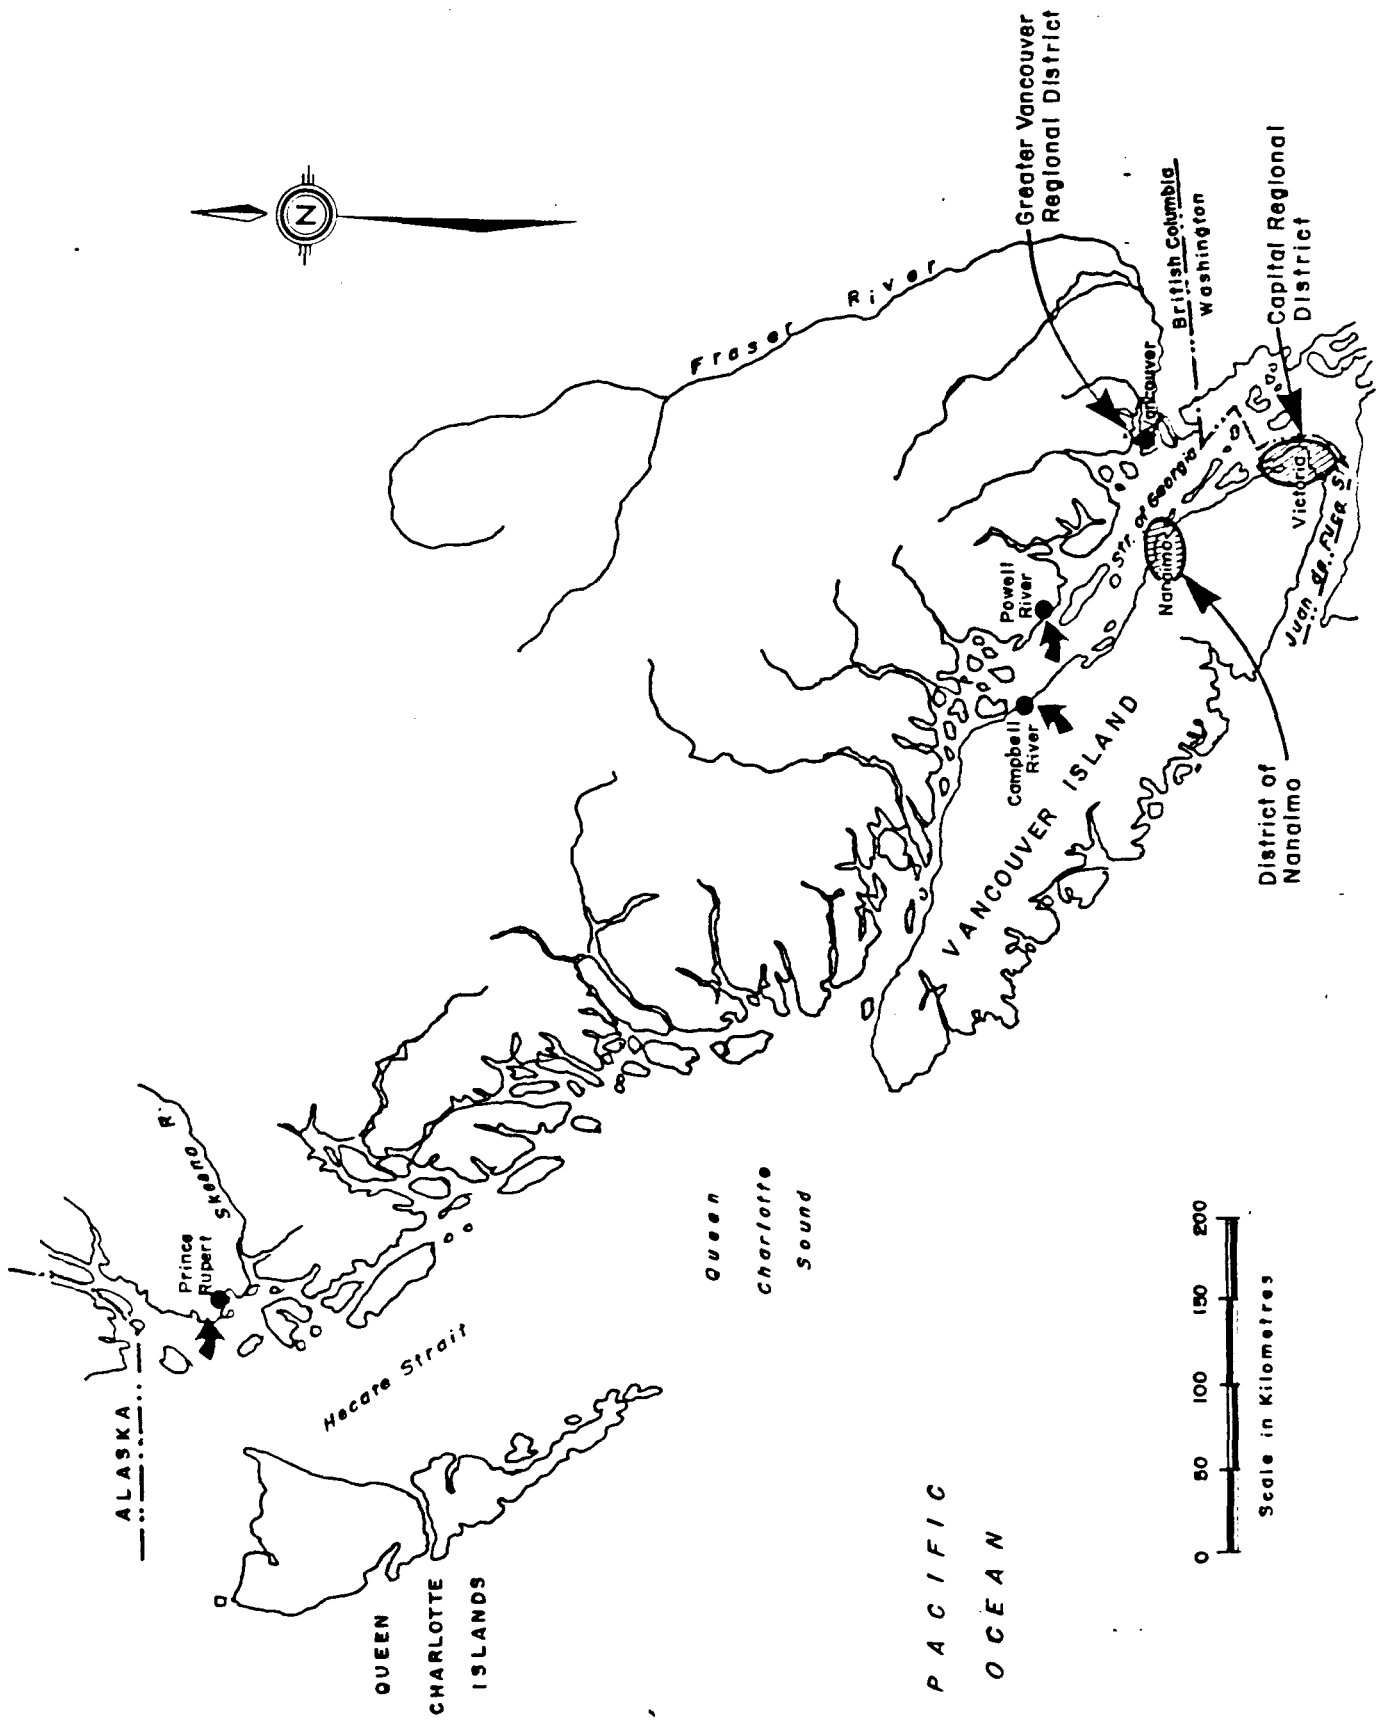 ALASKA
Prince
Rupert
Skeena R.
Hecate Strait
QUEEN
CHARLOTTE
ISLANDS
Queen
Charlotte
Sound
PACIFIC
OCEAN
N
Fraser River
Greater Vancouver
Regional District
Vancouver
British Columbia
Washington
Capital Regional
District
Victoria
Juan de Fuca St.
Str. of Georgia
Nanaimo
Powell
River
Campbell
River
VANCOUVER ISLAND
District of
Nanaimo
0 50 100 150 200
Scale in Kilometres